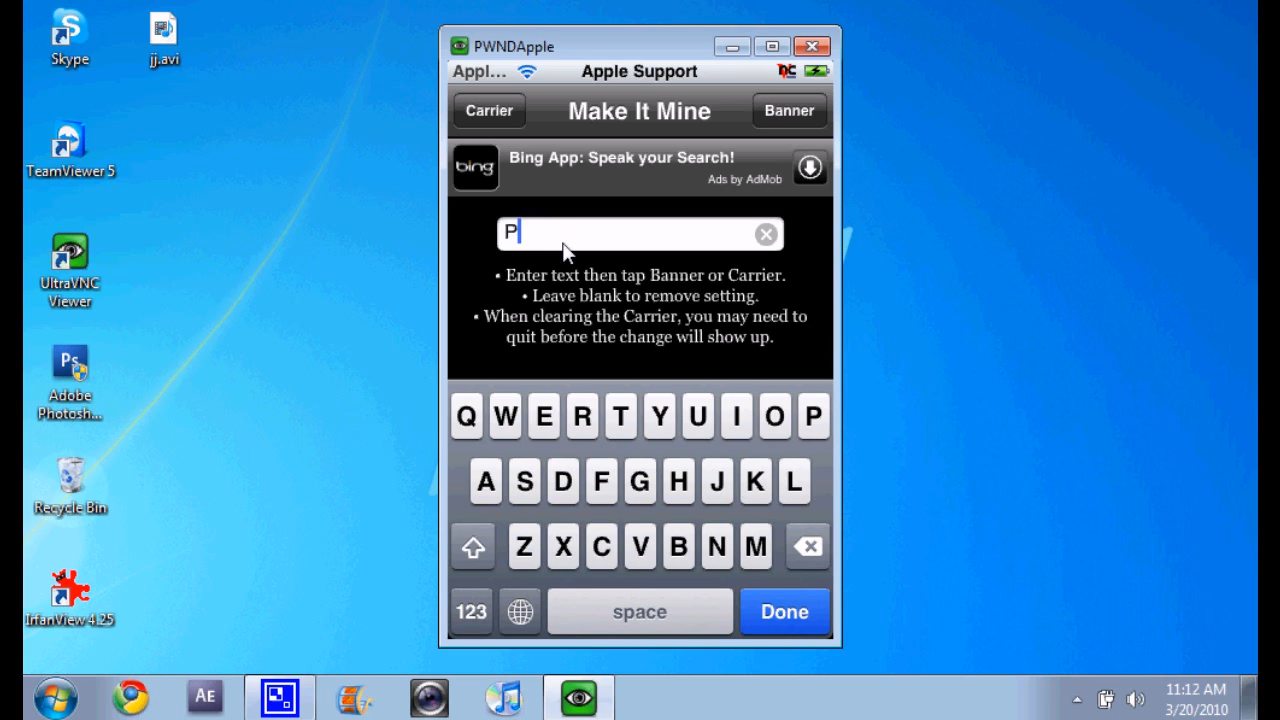 Skype
jj.avi
TeamViewer 5
UltraVNC
Viewer
Ps
Adobe
Photosh...
Recycle Bin
IrfanView 4.25
PWNDApple
Appl... Apple Support
Carrier Make It Mine Banner
bing
Bing App: Speak your Search!
Ads by AdMob
P
• Enter text then tap Banner or Carrier.
• Leave blank to remove setting.
• When clearing the Carrier, you may need to
quit before the change will show up.
Q W E R T Y U I O P
A S D F G H J K L
Z X C V B N M
123 space Done
AE
11:12 AM
3/20/2010